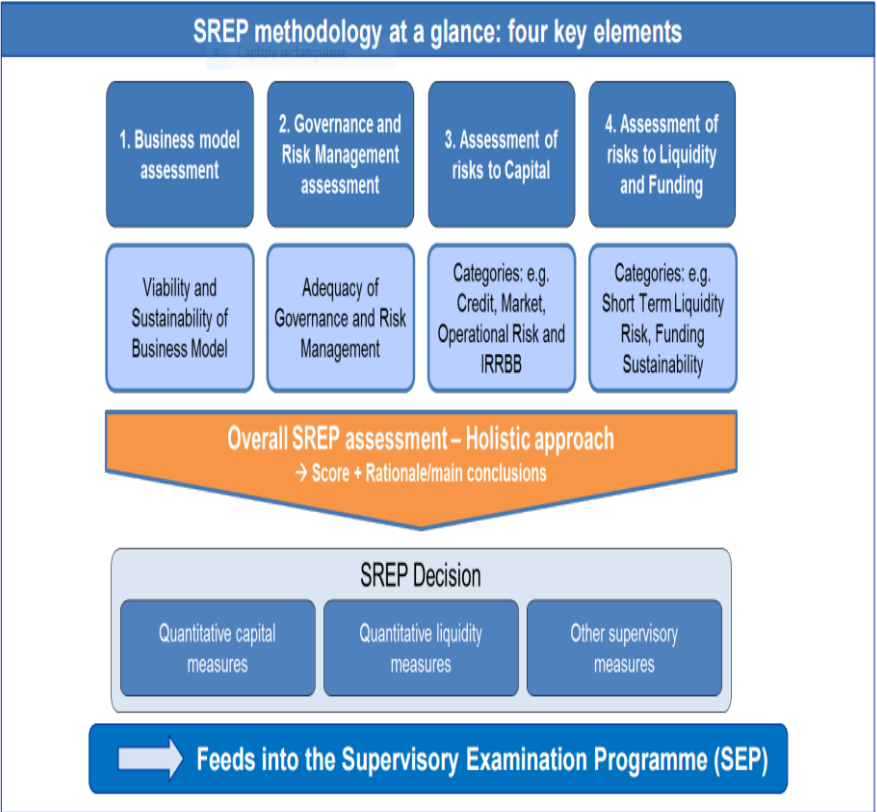 SREP methodology at a glance: four key elements
Capture rectangulaire
1. Business model
assessment
2. Governance and
Risk Management
assessment
3. Assessment of
risks to Capital
4. Assessment of
risks to Liquidity
and Funding
Viability and
Sustainability of
Business Model
Adequacy of
Governance and Risk
Management
Categories: e.g.
Credit, Market,
Operational Risk and
IRRBB
Categories: e.g.
Short Term Liquidity
Risk, Funding
Sustainability
Overall SREP assessment – Holistic approach
→ Score + Rationale/main conclusions
SREP Decision
Quantitative capital
measures
Quantitative liquidity
measures
Other supervisory
measures
Feeds into the Supervisory Examination Programme (SEP)